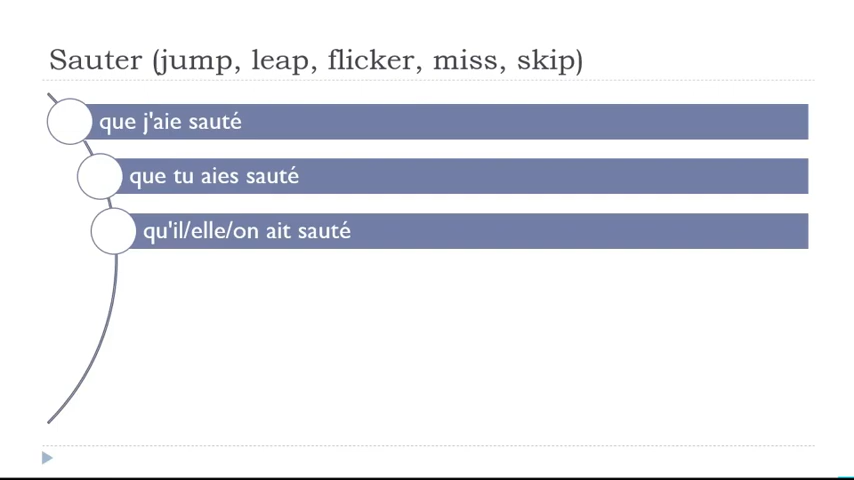 Sauter (jump, leap, flicker, miss, skip)
que j'aie sauté
que tu aies sauté
qu'il/elle/on ait sauté